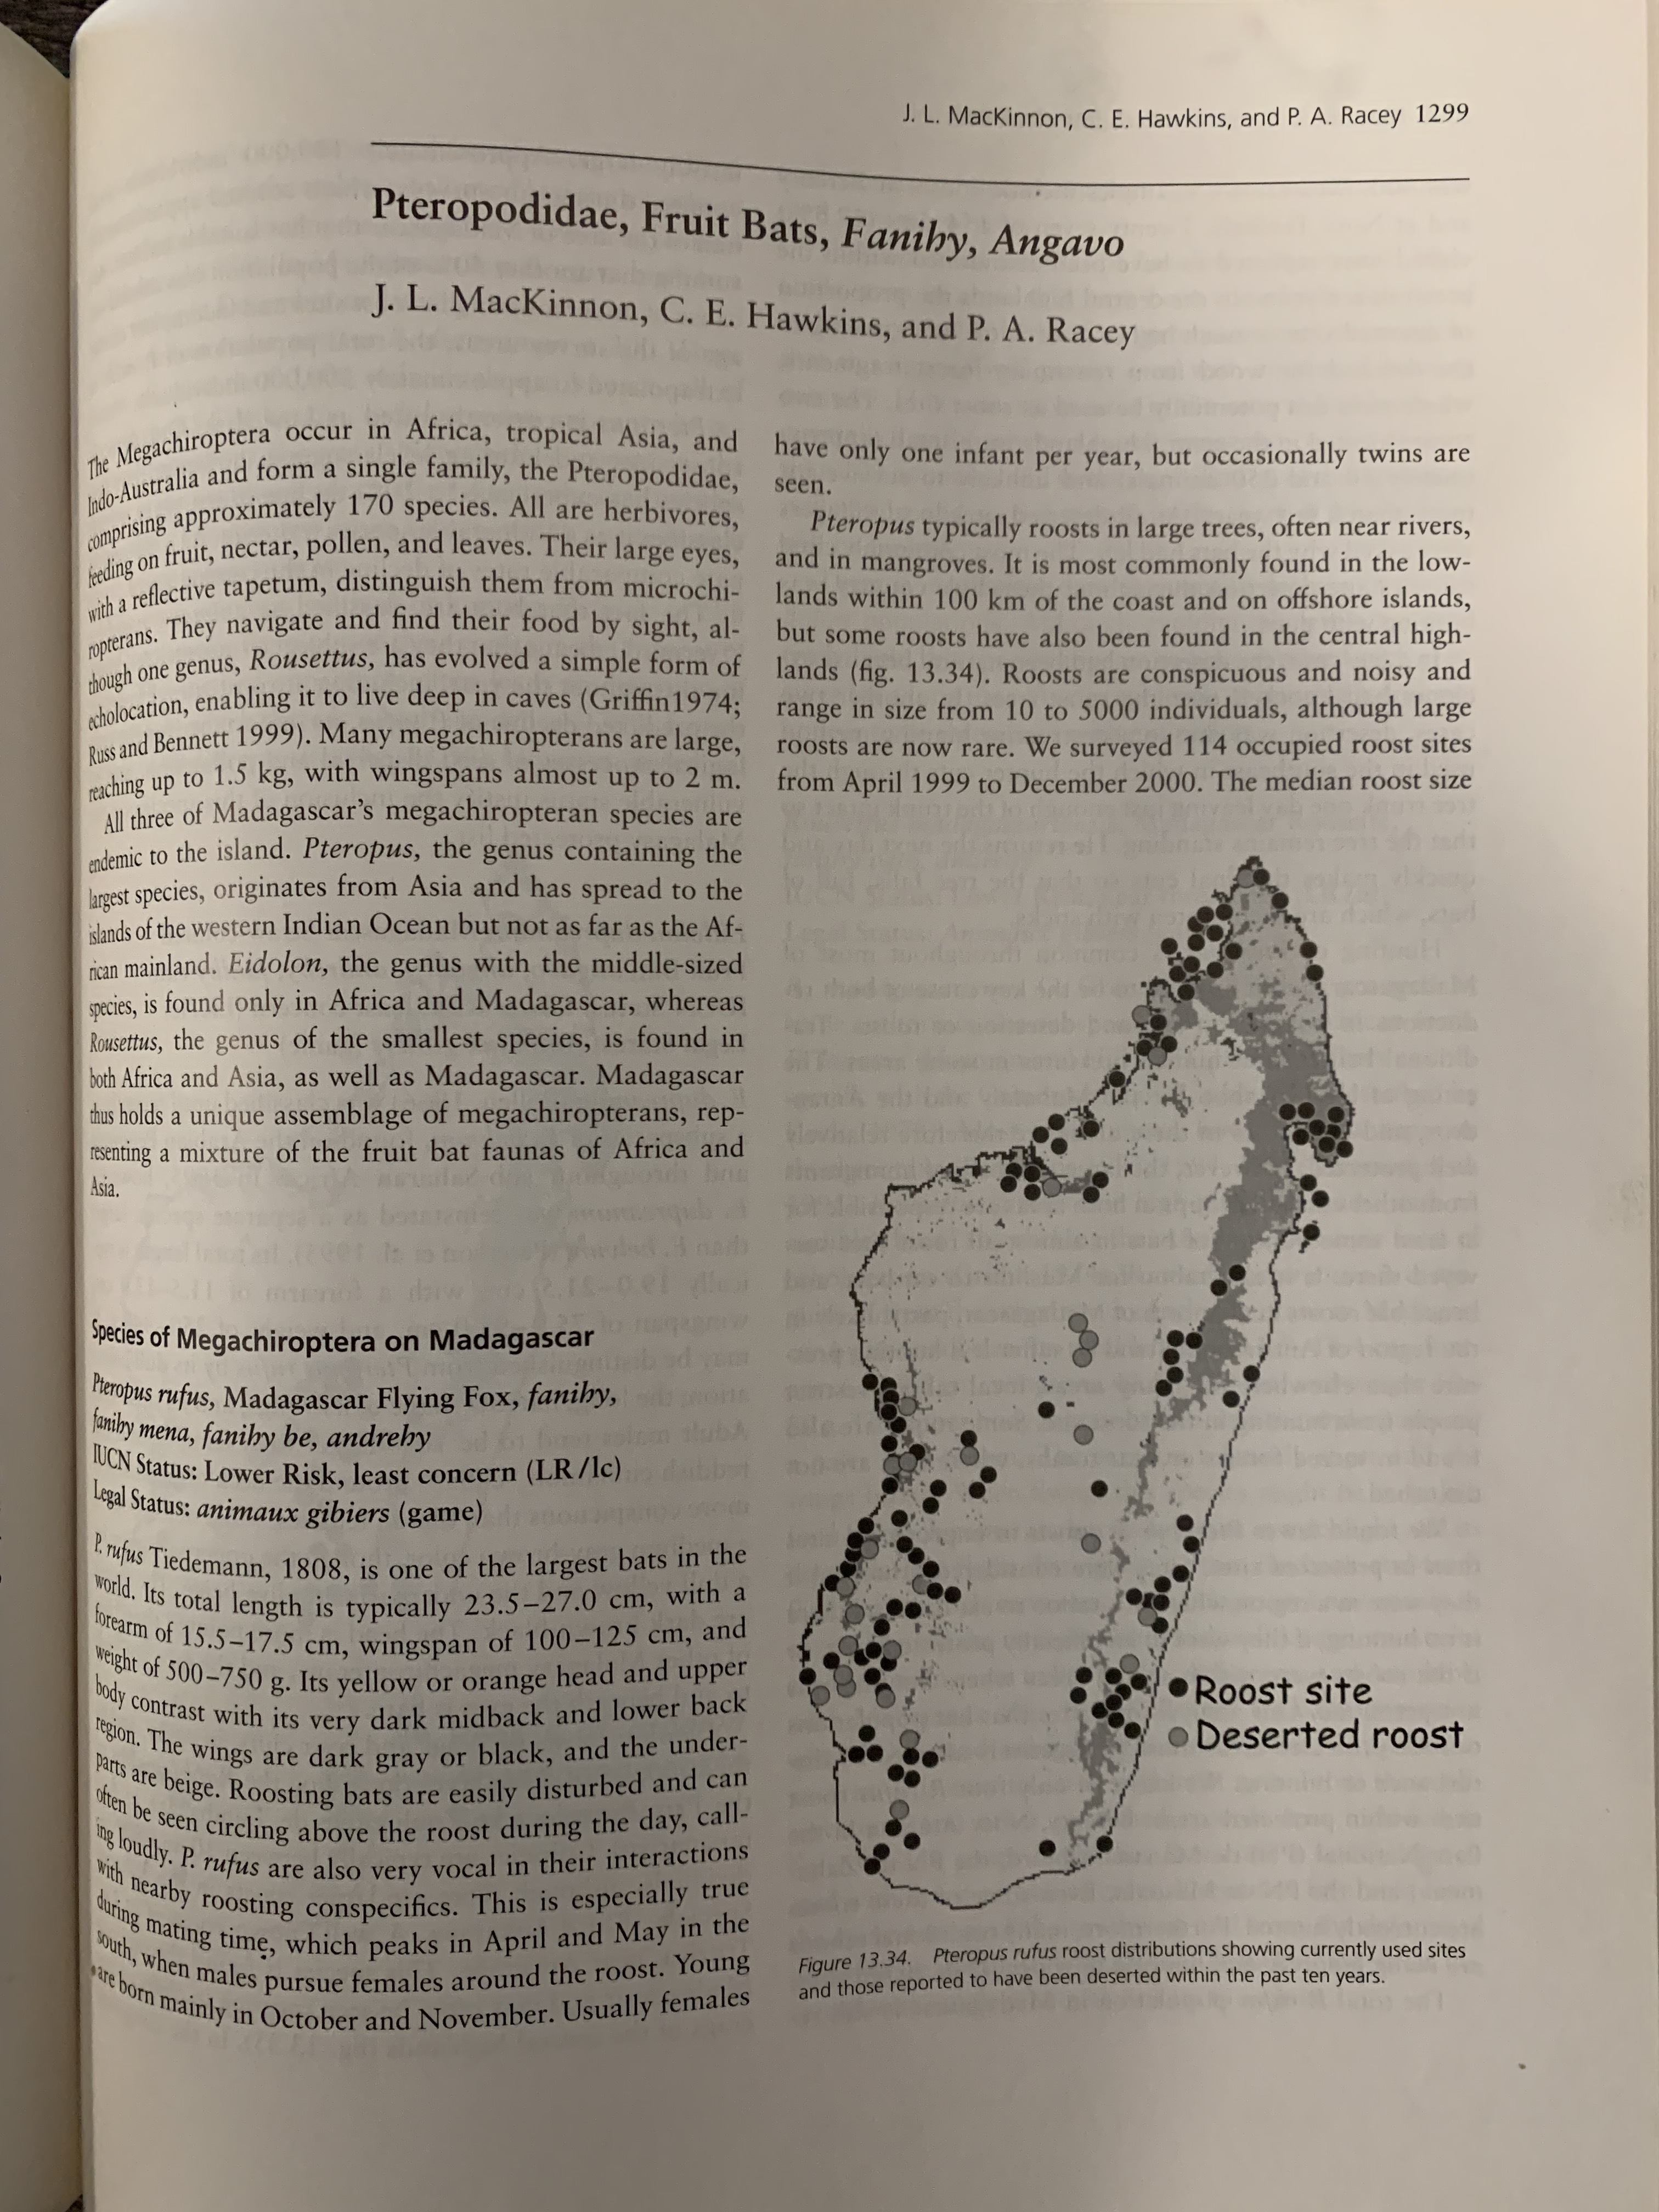 J. L. MacKinnon, C. E. Hawkins, and P. A. Racey 1299
Pteropodidae, Fruit Bats, Fanihy, Angavo
J. L. MacKinnon, C. E. Hawkins, and P. A. Racey
The Megachiroptera occur in Africa, tropical Asia, and
Indo-Australia and form a single family, the Pteropodidae,
comprising approximately 170 species. All are herbivores,
feeding on fruit, nectar, pollen, and leaves. Their large eyes,
with a reflective tapetum, distinguish them from microchi-
ropterans. They navigate and find their food by sight, al-
though one genus, Rousettus, has evolved a simple form of
echolocation, enabling it to live deep in caves (Griffin1974;
Russ and Bennett 1999). Many megachiropterans are large,
reaching up to 1.5 kg, with wingspans almost up to 2 m.
All three of Madagascar's megachiropteran species are
endemic to the island. Pteropus, the genus containing the
largest species, originates from Asia and has spread to the
islands of the western Indian Ocean but not as far as the Af-
rican mainland. Eidolon, the genus with the middle-sized
species, is found only in Africa and Madagascar, whereas
Rousettus, the genus of the smallest species, is found in
both Africa and Asia, as well as Madagascar. Madagascar
thus holds a unique assemblage of megachiropterans, rep-
resenting a mixture of the fruit bat faunas of Africa and
Asia.
Species of Megachiroptera on Madagascar
Pteropus rufus, Madagascar Flying Fox, fanihy,
fanihy mena, fanihy be, andrehy
IUCN Status: Lower Risk, least concern (LR/lc)
Legal Status: animaux gibiers (game)
P. rufus Tiedemann, 1808, is one of the largest bats in the
world. Its total length is typically 23.5–27.0 cm, with a
forearm of 15.5–17.5 cm, wingspan of 100–125 cm, and
weight of 500–750 g. Its yellow or orange head and upper
body contrast with its very dark midback and lower back
region. The wings are dark gray or black, and the under-
parts are beige. Roosting bats are easily disturbed and can
often be seen circling above the roost during the day, call-
ing loudly. P. rufus are also very vocal in their interactions
with nearby roosting conspecifics. This is especially true
during mating time, which peaks in April and May in the
south, when males pursue females around the roost. Young
are born mainly in October and November. Usually females
have only one infant per year, but occasionally twins are
seen.
Pteropus typically roosts in large trees, often near rivers,
and in mangroves. It is most commonly found in the low-
lands within 100 km of the coast and on offshore islands,
but some roosts have also been found in the central high-
lands (fig. 13.34). Roosts are conspicuous and noisy and
range in size from 10 to 5000 individuals, although large
roosts are now rare. We surveyed 114 occupied roost sites
from April 1999 to December 2000. The median roost size
Roost site
Deserted roost
Figure 13.34. Pteropus rufus roost distributions showing currently used sites
and those reported to have been deserted within the past ten years.